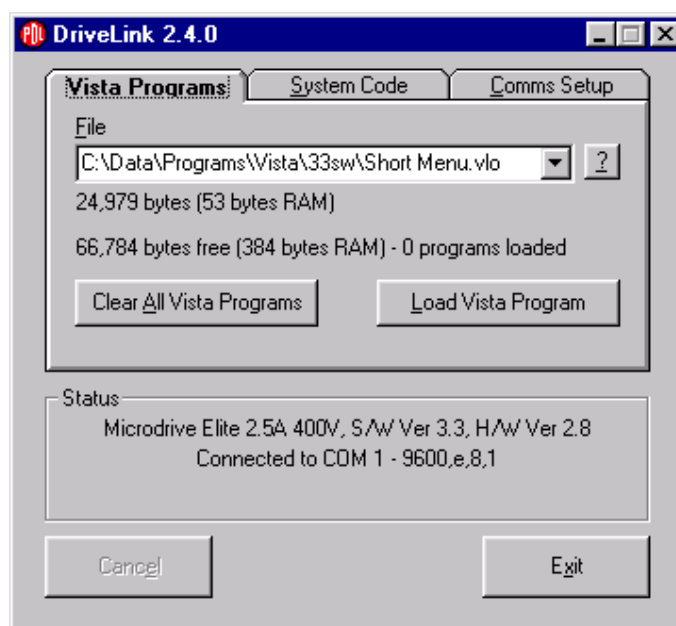 PDL DriveLink 2.4.0
Vista Programs System Code Comms Setup
File
C:\Data\Programs\Vista\33sw\Short Menu.vlo ?
24,979 bytes (53 bytes RAM)
66,784 bytes free (384 bytes RAM) - 0 programs loaded
Clear All Vista Programs Load Vista Program
Status
Microdrive Elite 2.5A 400V, S/W Ver 3.3, H/W Ver 2.8
Connected to COM 1 - 9600,e,8,1
Cancel Exit